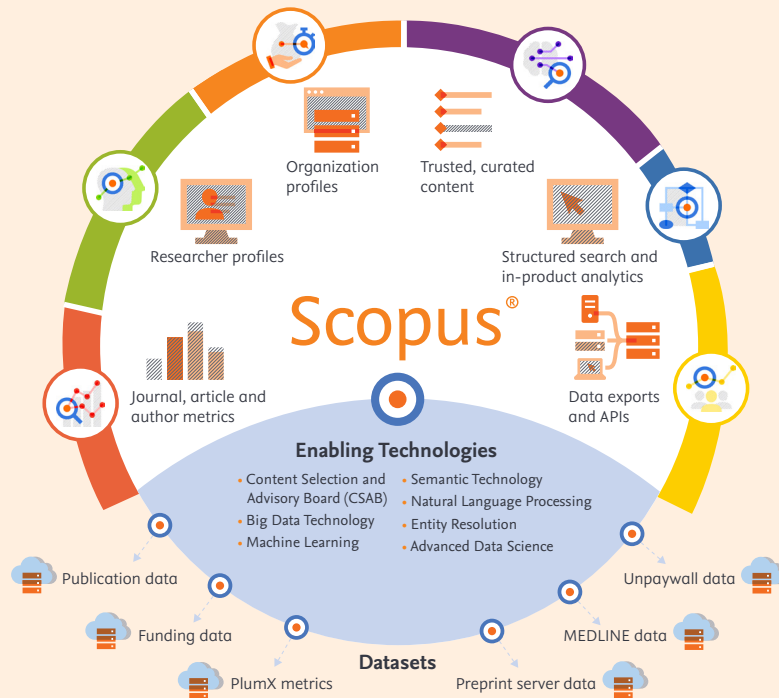 Organization
profiles
Trusted, curated
content
Researcher profiles
Structured search and
in-product analytics
Scopus®
Journal, article and
author metrics
Data exports
and APIs
Enabling Technologies
• Content Selection and
Advisory Board (CSAB)
• Big Data Technology
• Machine Learning
• Semantic Technology
• Natural Language Processing
• Entity Resolution
• Advanced Data Science
Publication data
Unpaywall data
Funding data
MEDLINE data
Datasets
PlumX metrics
Preprint server data